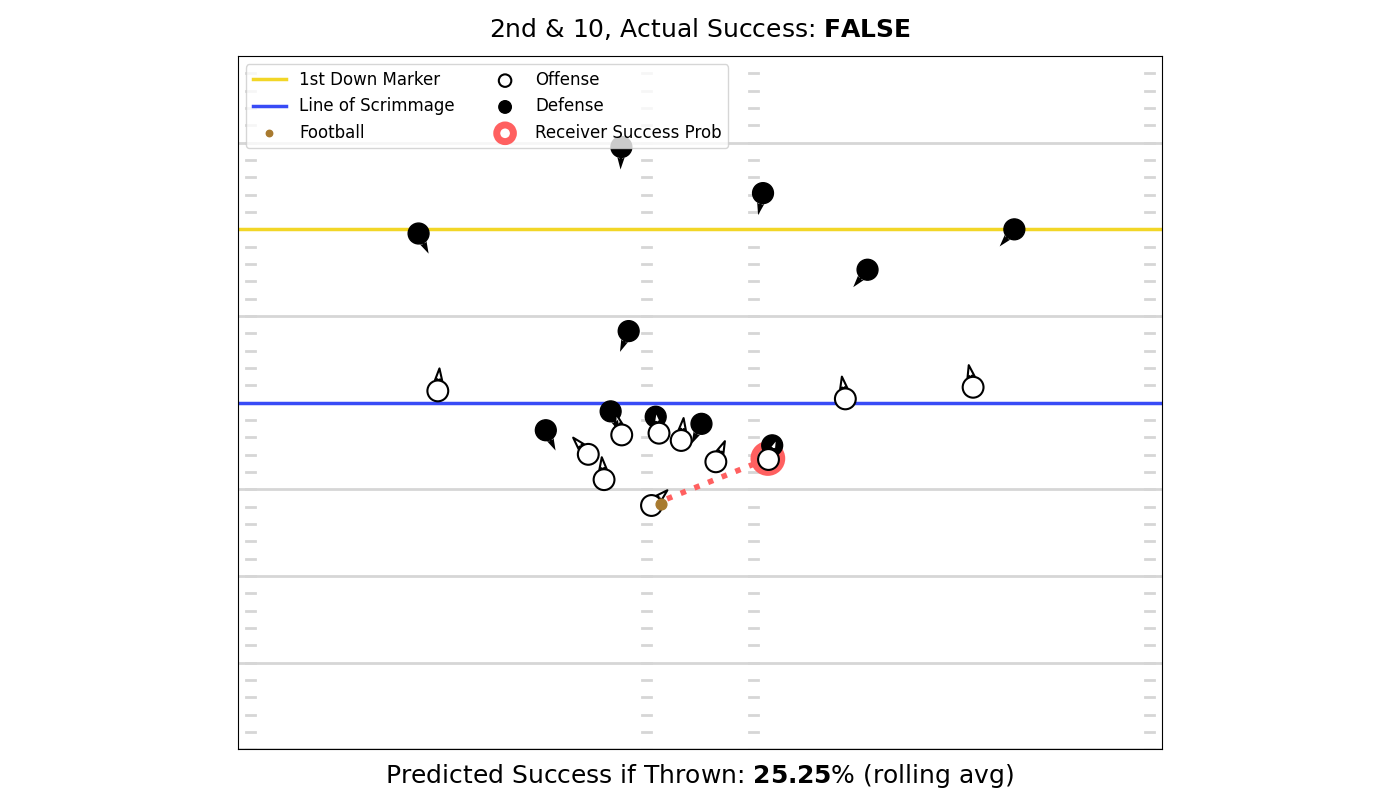 2nd & 10, Actual Success: FALSE
1st Down Marker
Line of Scrimmage
Football
Offense
Defense
Receiver Success Prob
Predicted Success if Thrown: 25.25% (rolling avg)